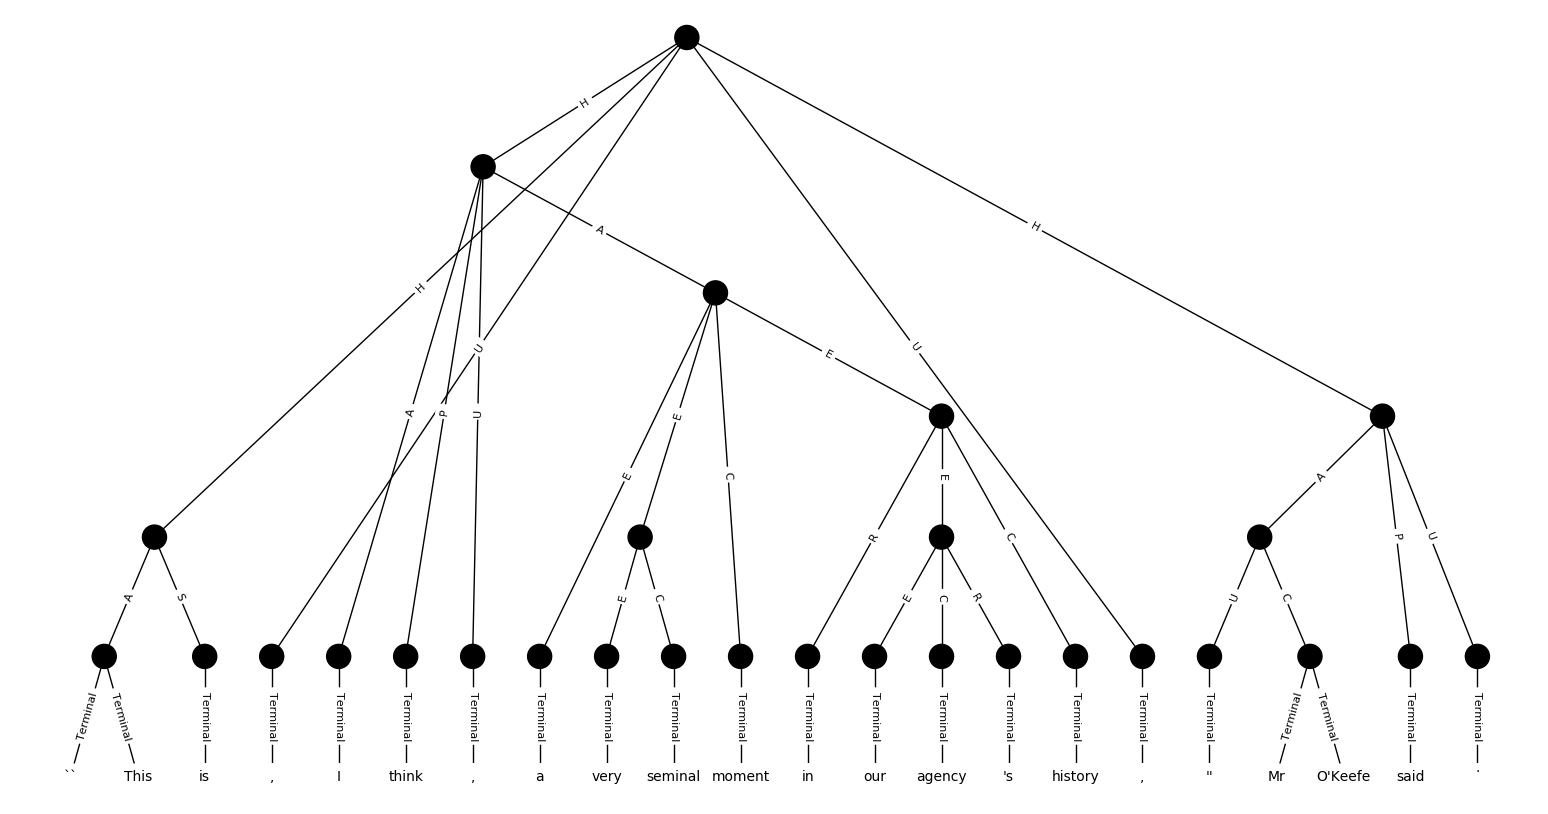 H
A
H
H
E
U
U
A P U
E
A
E C E
R C P U
A S E C E C R U C
Terminal Terminal Terminal Terminal Terminal Terminal Terminal Terminal Terminal Terminal Terminal Terminal Terminal Terminal Terminal Terminal Terminal Terminal Terminal Terminal Terminal Terminal
`` This is , I think , a very seminal moment in our agency 's history , " Mr O'Keefe said .